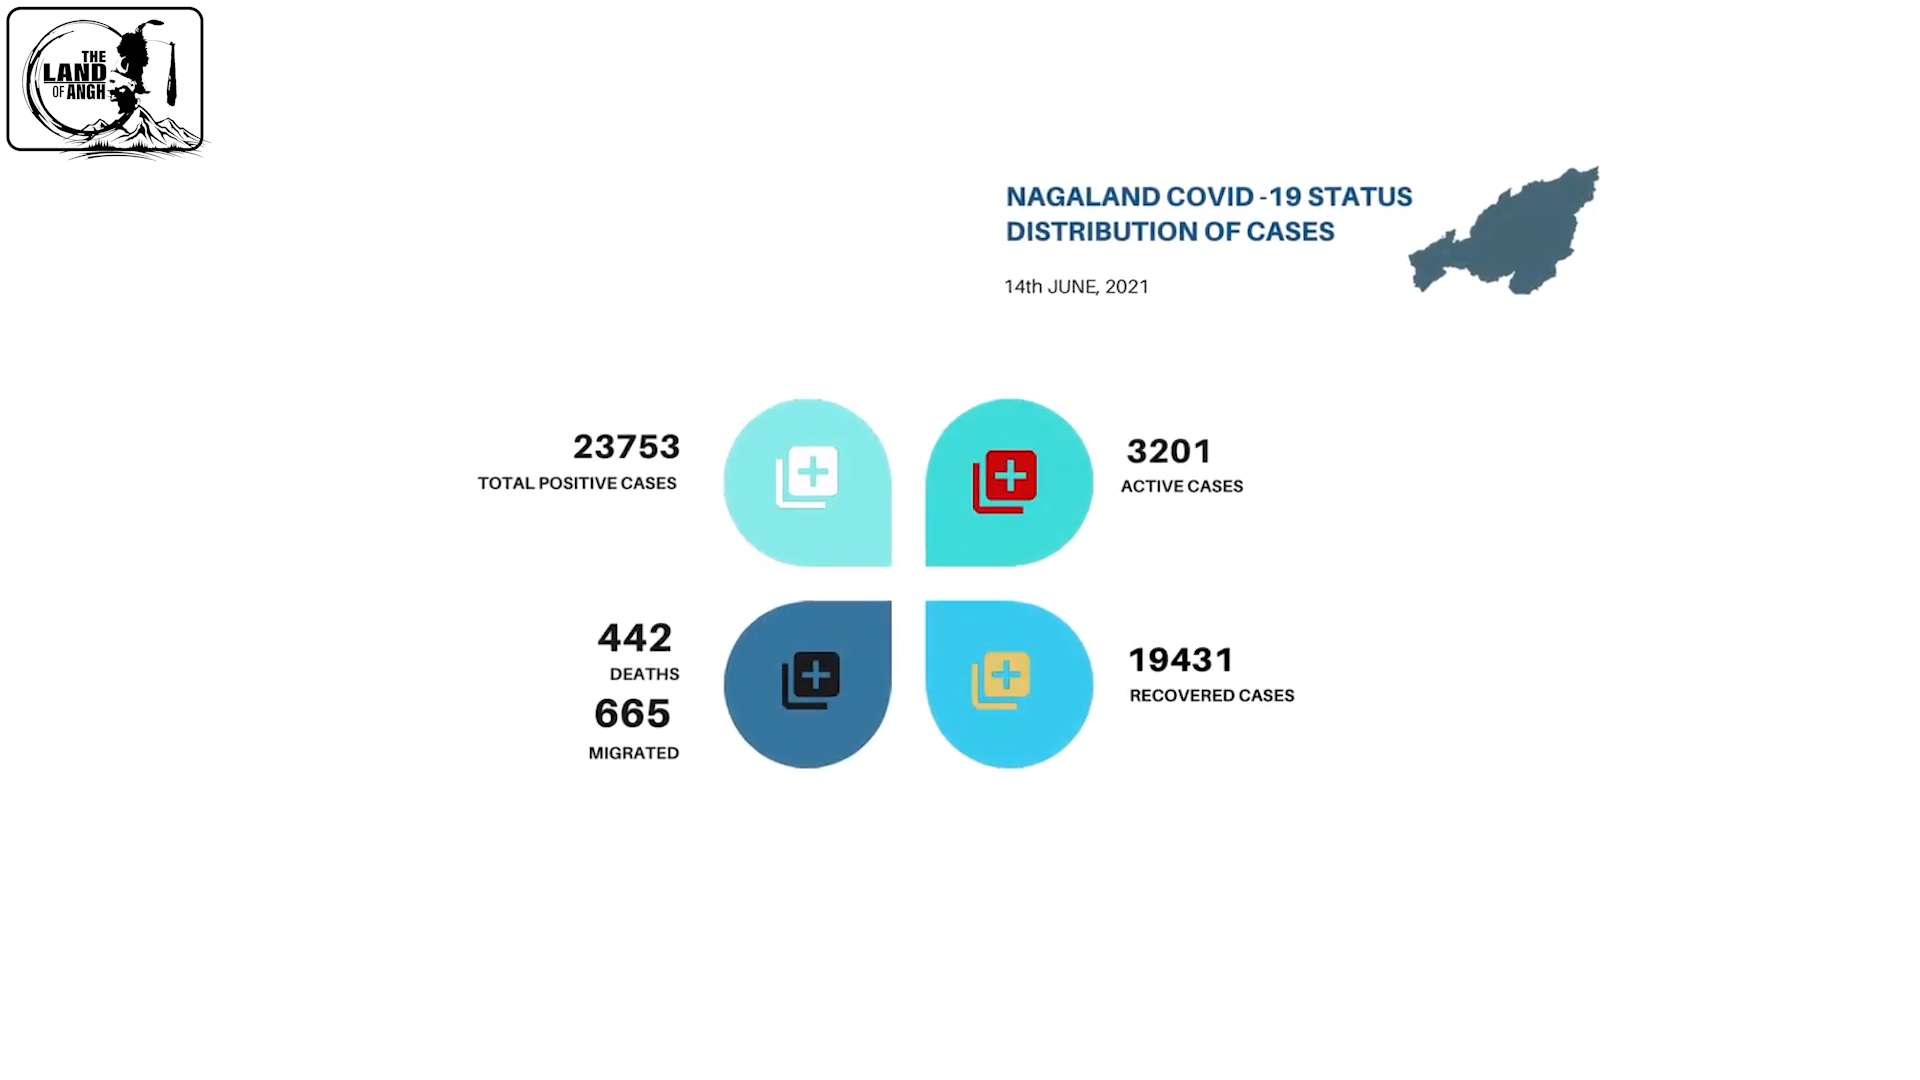 THE
LAND
OF ANGH
NAGALAND COVID -19 STATUS
DISTRIBUTION OF CASES
14th JUNE, 2021
23753
TOTAL POSITIVE CASES
3201
ACTIVE CASES
442
DEATHS
665
MIGRATED
19431
RECOVERED CASES